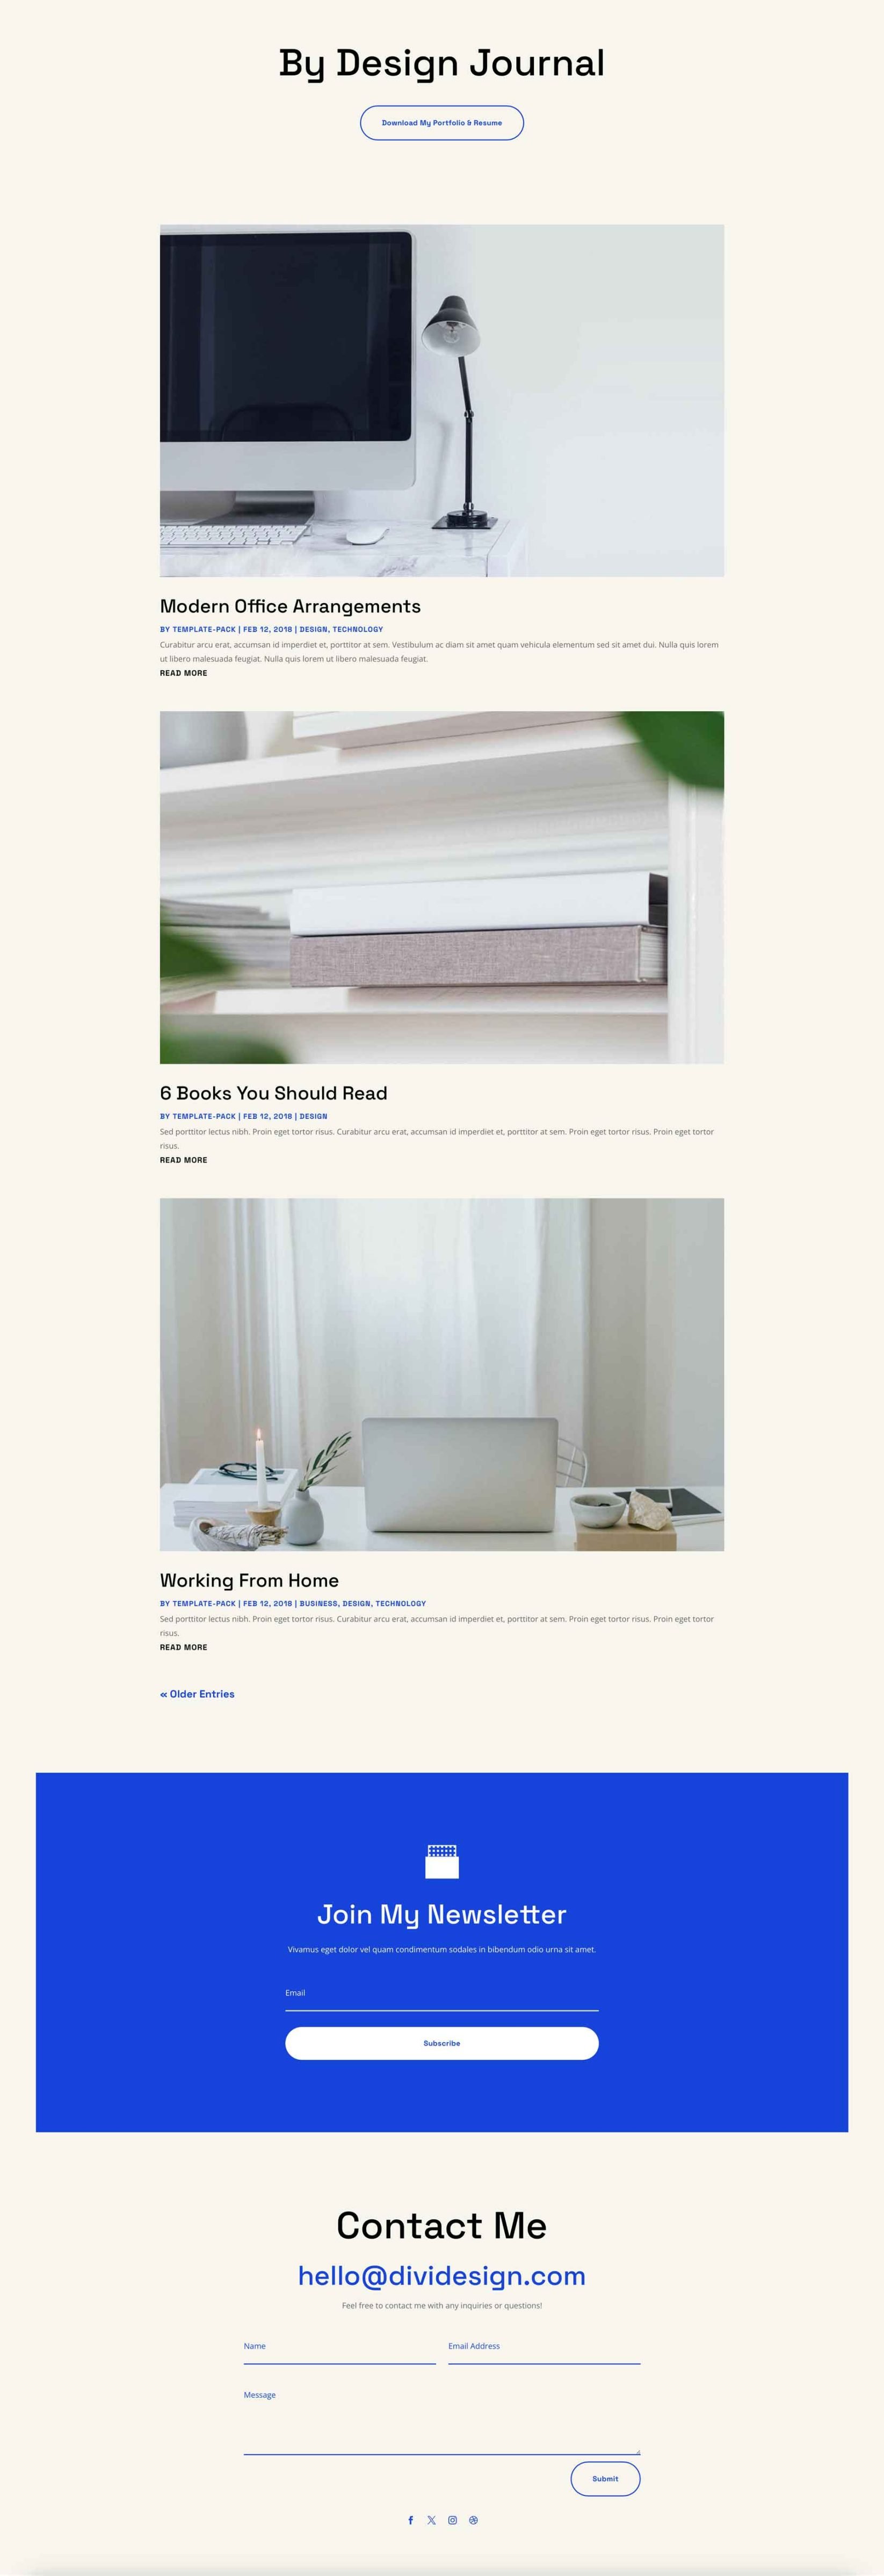 By Design Journal
Download My Portfolio & Resume
Modern Office Arrangements
BY TEMPLATE-PACK | FEB 12, 2018 | DESIGN, TECHNOLOGY
Curabitur arcu erat, accumsan id imperdiet et, porttitor at sem. Vestibulum ac diam sit amet quam vehicula elementum sed sit amet dui. Nulla quis lorem
ut libero malesuada feugiat. Nulla quis lorem ut libero malesuada feugiat.
READ MORE
6 Books You Should Read
BY TEMPLATE-PACK | FEB 12, 2018 | DESIGN
Sed porttitor lectus nibh. Proin eget tortor risus. Curabitur arcu erat, accumsan id imperdiet et, porttitor at sem. Proin eget tortor risus. Proin eget tortor
risus.
READ MORE
Working From Home
BY TEMPLATE-PACK | FEB 12, 2018 | BUSINESS, DESIGN, TECHNOLOGY
Sed porttitor lectus nibh. Proin eget tortor risus. Curabitur arcu erat, accumsan id imperdiet et, porttitor at sem. Proin eget tortor risus. Proin eget tortor
risus.
READ MORE
« Older Entries
Join My Newsletter
Vivamus eget dolor vel quam condimentum sodales in bibendum odio urna sit amet.
Email
Subscribe
Contact Me
hello@dividesign.com
Feel free to contact me with any inquiries or questions!
Name
Email Address
Message
Submit